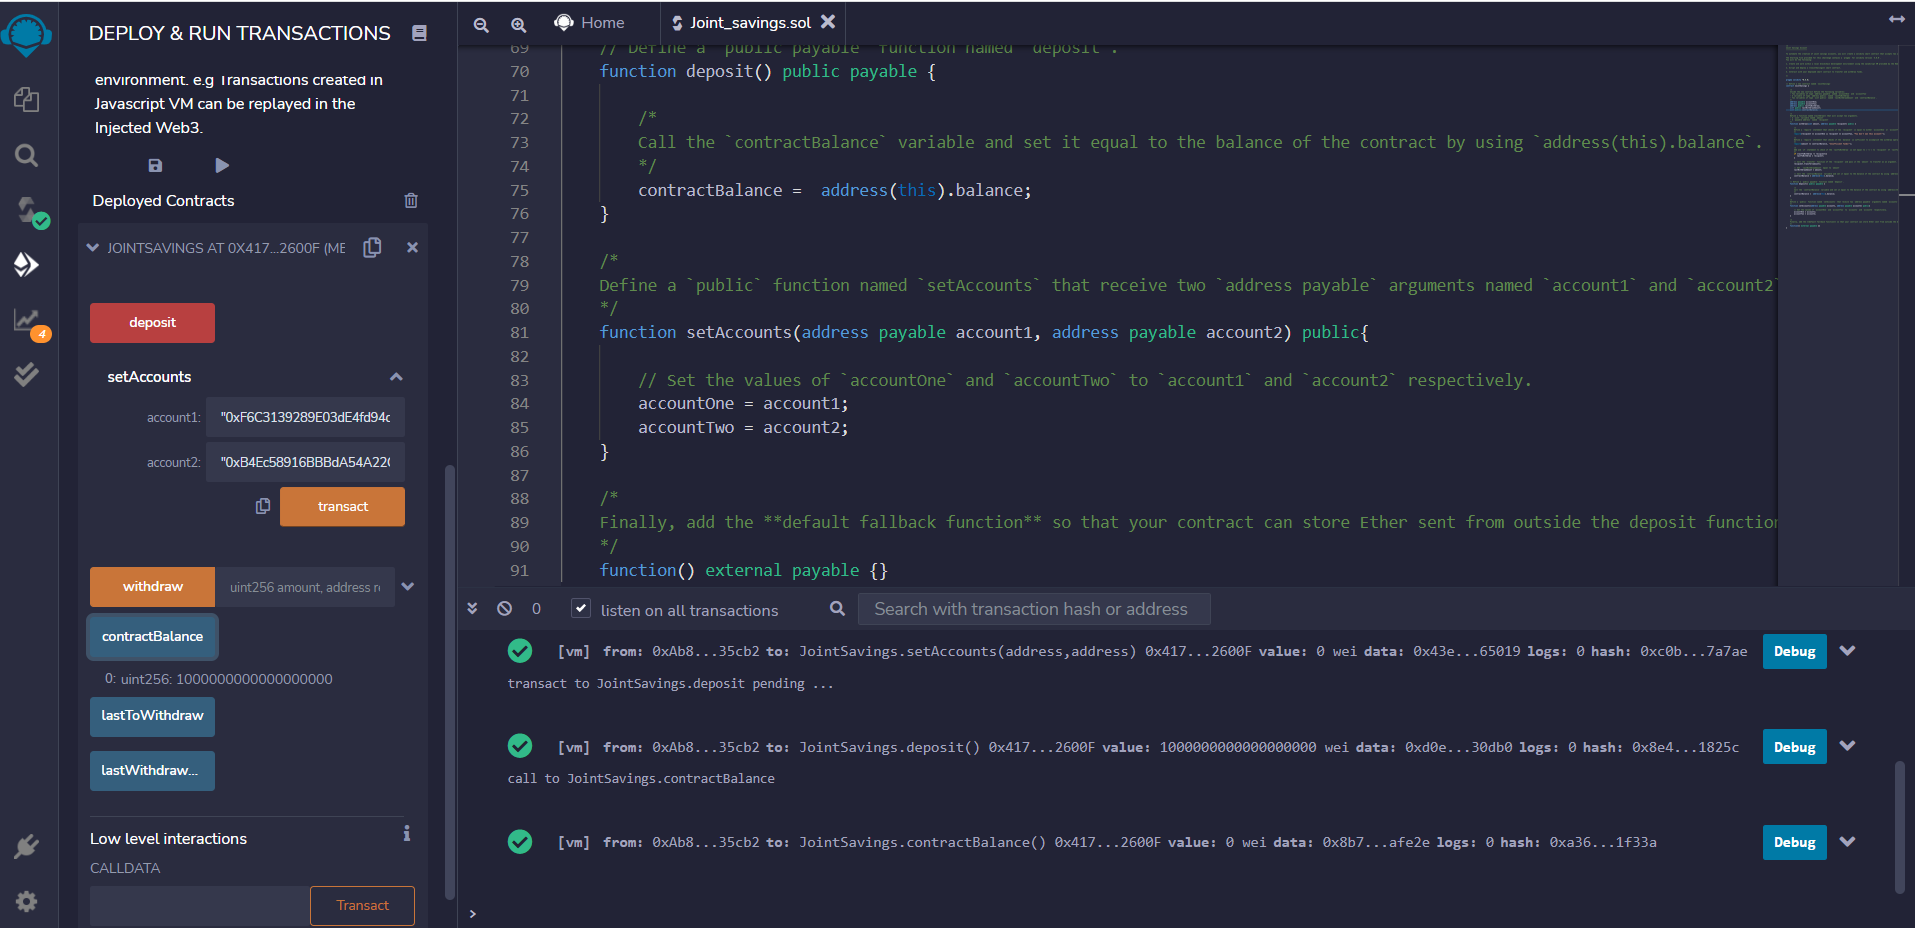 DEPLOY & RUN TRANSACTIONS
environment. e.g Transactions created in
Javascript VM can be replayed in the
Injected Web3.
Deployed Contracts
JOINTSAVINGS AT 0X417...2600F (ME
deposit
setAccounts
account1: "0xF6C3139289E03dE4fd94c
account2: "0xB4Ec58916BBBdA54A220
transact
withdraw uint256 amount, address re
contractBalance
0: uint256: 1000000000000000000
lastToWithdraw
lastWithdraw...
Low level interactions
CALLDATA
Transact
4
Home
Joint_savings.sol
69 // Define a `public payable` function named `deposit`.
70 function deposit() public payable {
71
72 /*
73 Call the `contractBalance` variable and set it equal to the balance of the contract by using `address(this).balance`.
74 */
75 contractBalance = address(this).balance;
76 }
77
78 /*
79 Define a `public` function named `setAccounts` that receive two `address payable` arguments named `account1` and `account2`
80 */
81 function setAccounts(address payable account1, address payable account2) public{
82
83 // Set the values of `accountOne` and `accountTwo` to `account1` and `account2` respectively.
84 accountOne = account1;
85 accountTwo = account2;
86 }
87
88 /*
89 Finally, add the **default fallback function** so that your contract can store Ether sent from outside the deposit function
90 */
91 function() external payable {}
0 listen on all transactions Search with transaction hash or address
[vm] from: 0xAb8...35cb2 to: JointSavings.setAccounts(address,address) 0x417...2600F value: 0 wei data: 0x43e...65019 logs: 0 hash: 0xc0b...7a7ae Debug
transact to JointSavings.deposit pending ...
[vm] from: 0xAb8...35cb2 to: JointSavings.deposit() 0x417...2600F value: 1000000000000000000 wei data: 0xd0e...30db0 logs: 0 hash: 0x8e4...1825c Debug
call to JointSavings.contractBalance
[vm] from: 0xAb8...35cb2 to: JointSavings.contractBalance() 0x417...2600F value: 0 wei data: 0x8b7...afe2e logs: 0 hash: 0xa36...1f33a Debug
>